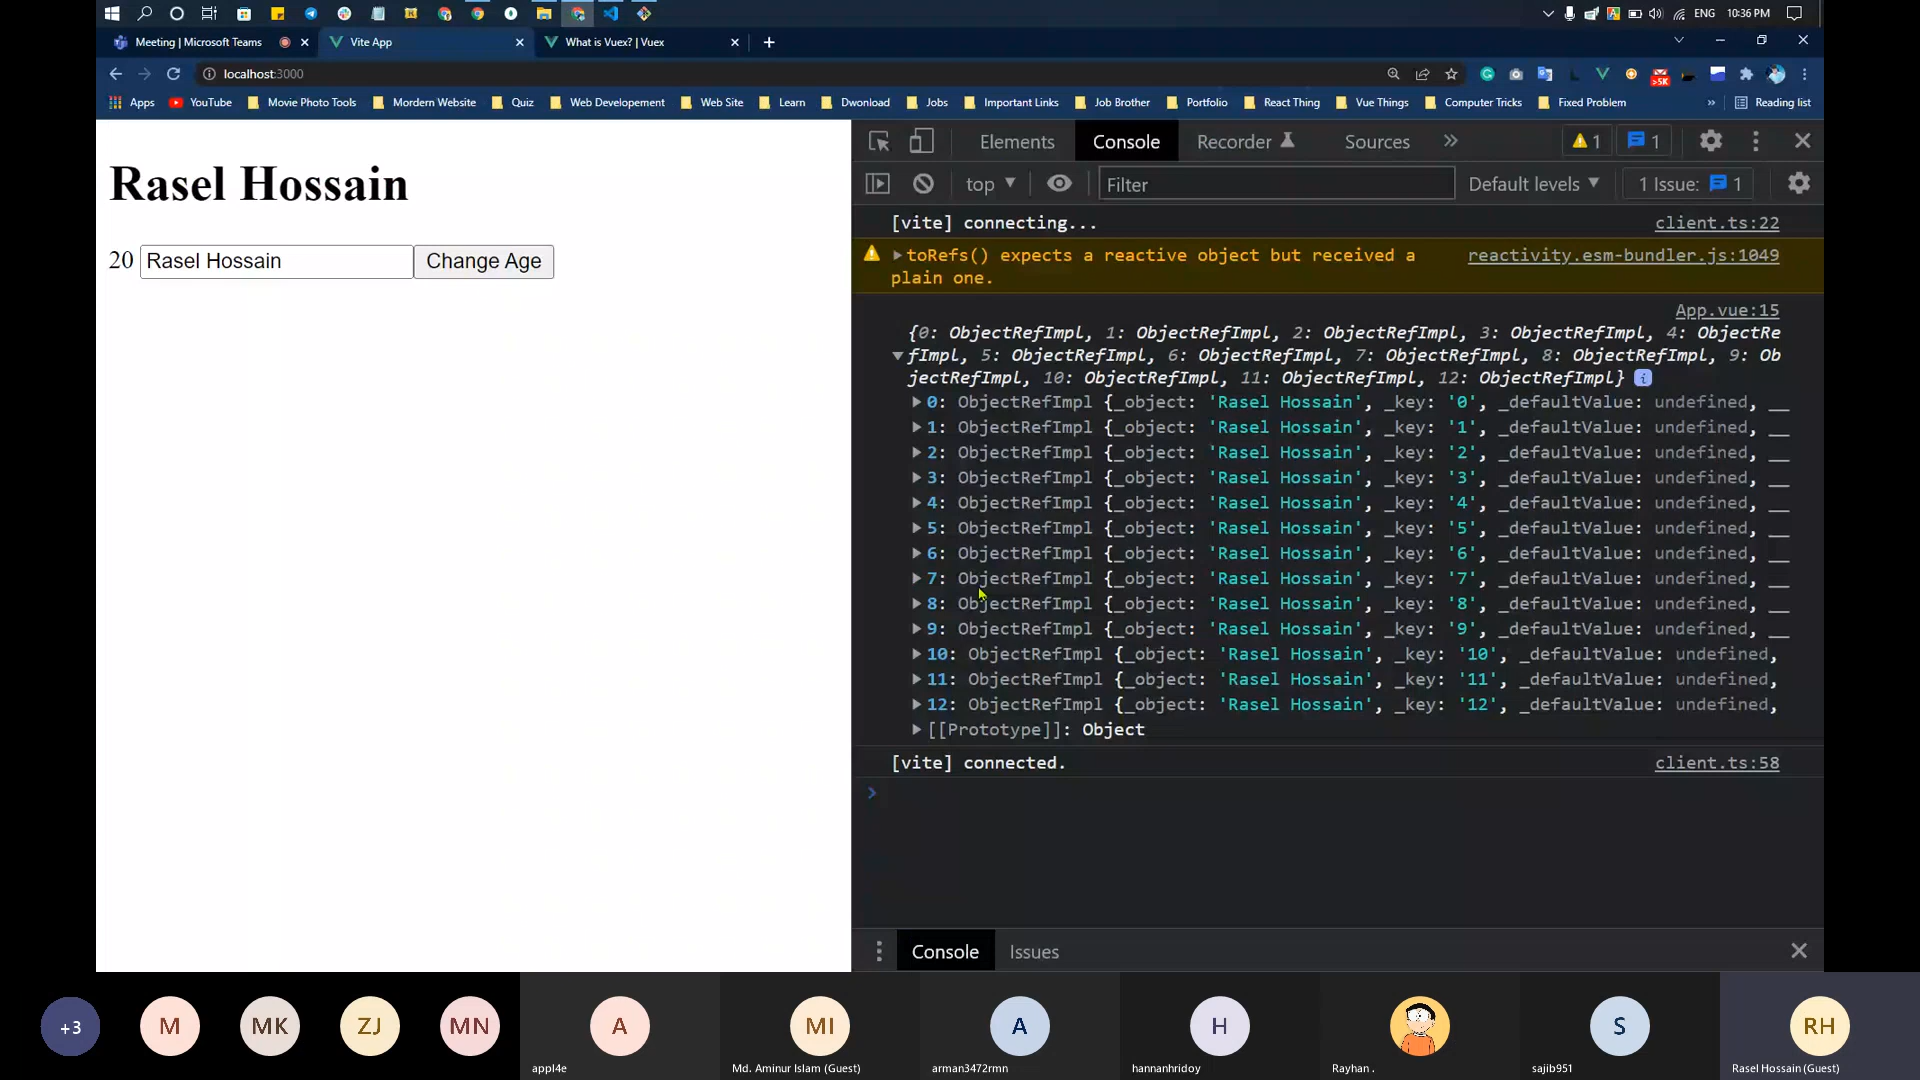 ENG 10:36 PM
Meeting | Microsoft Teams
Vite App
What is Vuex? | Vuex
localhost:3000
>5K
Apps YouTube Movie Photo Tools Mordern Website Quiz Web Developement Web Site Learn Dwonload Jobs Important Links Job Brother Portfolio React Thing Vue Things Computer Tricks Fixed Problem » Reading list
Rasel Hossain
20 Rasel Hossain Change Age
Elements Console Recorder Sources » 1 1
top Filter Default levels 1 Issue: 1
[vite] connecting... client.ts:22
toRefs() expects a reactive object but received a reactivity.esm-bundler.js:1049
plain one.
App.vue:15
{0: ObjectRefImpl, 1: ObjectRefImpl, 2: ObjectRefImpl, 3: ObjectRefImpl, 4: ObjectRe
fImpl, 5: ObjectRefImpl, 6: ObjectRefImpl, 7: ObjectRefImpl, 8: ObjectRefImpl, 9: Ob
jectRefImpl, 10: ObjectRefImpl, 11: ObjectRefImpl, 12: ObjectRefImpl} i
0: ObjectRefImpl {_object: 'Rasel Hossain', _key: '0', _defaultValue: undefined, __
1: ObjectRefImpl {_object: 'Rasel Hossain', _key: '1', _defaultValue: undefined, __
2: ObjectRefImpl {_object: 'Rasel Hossain', _key: '2', _defaultValue: undefined, __
3: ObjectRefImpl {_object: 'Rasel Hossain', _key: '3', _defaultValue: undefined, __
4: ObjectRefImpl {_object: 'Rasel Hossain', _key: '4', _defaultValue: undefined, __
5: ObjectRefImpl {_object: 'Rasel Hossain', _key: '5', _defaultValue: undefined, __
6: ObjectRefImpl {_object: 'Rasel Hossain', _key: '6', _defaultValue: undefined, __
7: ObjectRefImpl {_object: 'Rasel Hossain', _key: '7', _defaultValue: undefined, __
8: ObjectRefImpl {_object: 'Rasel Hossain', _key: '8', _defaultValue: undefined, __
9: ObjectRefImpl {_object: 'Rasel Hossain', _key: '9', _defaultValue: undefined, __
10: ObjectRefImpl {_object: 'Rasel Hossain', _key: '10', _defaultValue: undefined,
11: ObjectRefImpl {_object: 'Rasel Hossain', _key: '11', _defaultValue: undefined,
12: ObjectRefImpl {_object: 'Rasel Hossain', _key: '12', _defaultValue: undefined,
[[Prototype]]: Object
[vite] connected. client.ts:58
Console Issues
+3 M MK ZJ MN A MI A H S RH
appl4e Md. Aminur Islam (Guest) arman3472rmn hannanhridoy Rayhan . sajib951 Rasel Hossain (Guest)